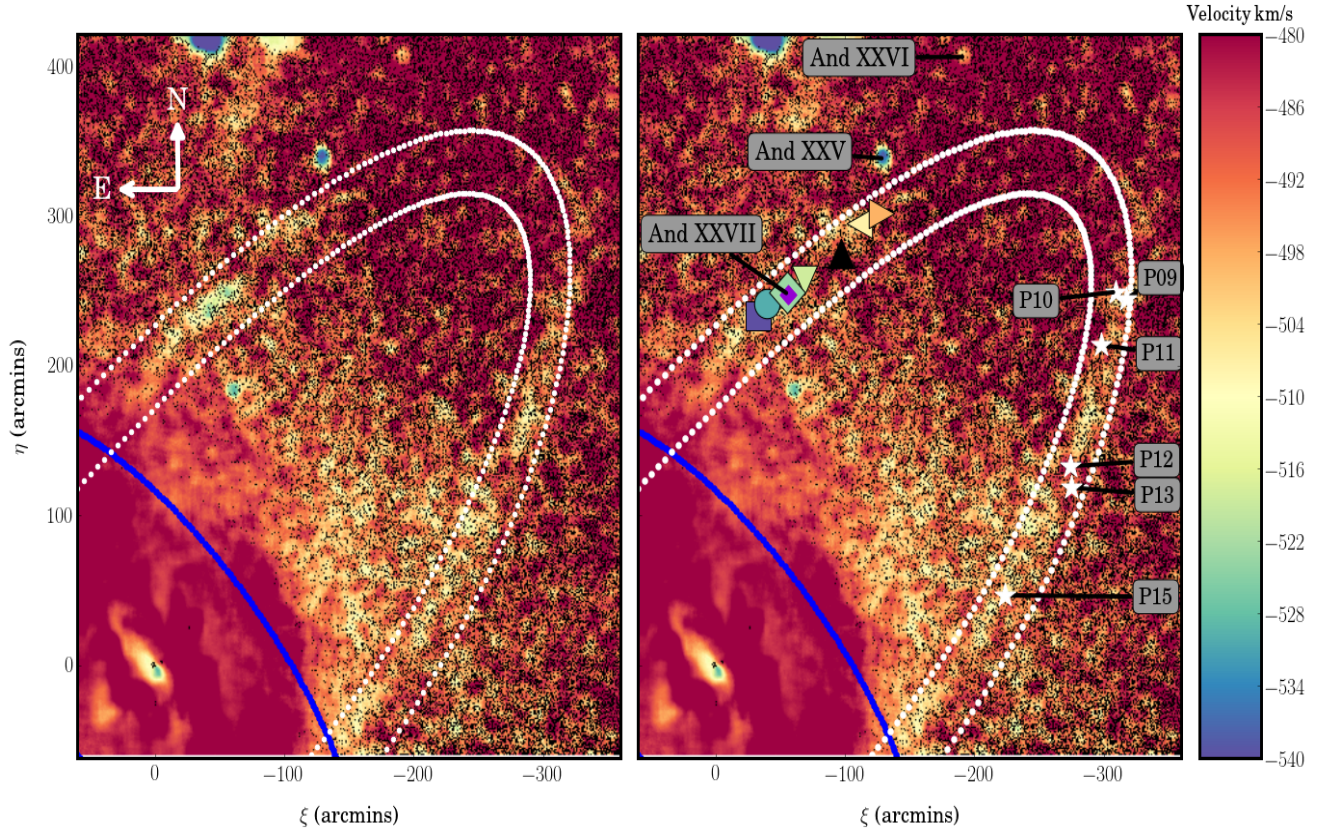 Velocity km/s
400
300
200
100
0
η (arcmins)
N
E
And XXVI
And XXV
And XXVII
P09
P10
P11
P12
P13
P15
−480
−486
−492
−498
−504
−510
−516
−522
−528
−534
−540
0
−100
−200
−300
0
−100
−200
−300
ξ (arcmins)
ξ (arcmins)